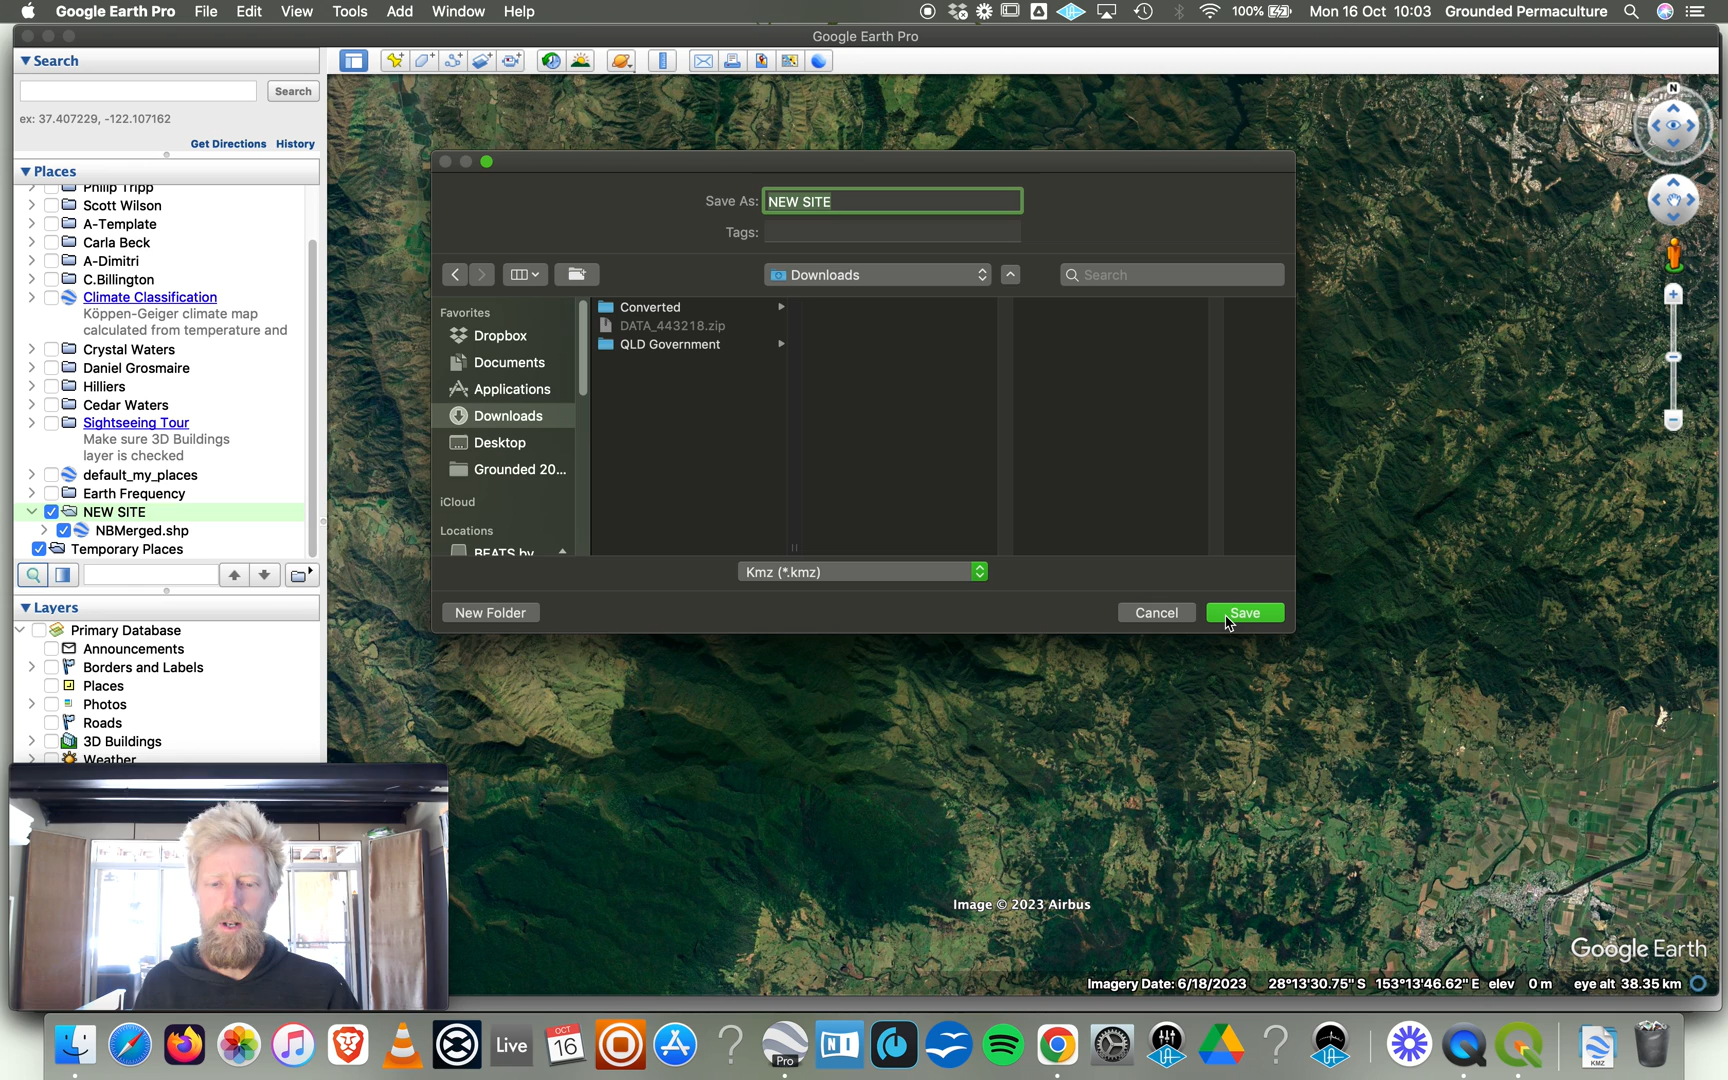 Google Earth Pro File Edit View Tools Add Window Help 100% Mon 16 Oct 10:03 Grounded Permaculture
Google Earth Pro
Search
Search
ex: 37.407229, -122.107162
Get Directions History
Places
Philip Tripp
Scott Wilson
A-Template
Carla Beck
A-Dimitri
C.Billington
Climate Classification
Köppen-Geiger climate map
calculated from temperature and
Crystal Waters
Daniel Grosmaire
Hilliers
Cedar Waters
Sightseeing Tour
Make sure 3D Buildings
layer is checked
default_my_places
Earth Frequency
NEW SITE
NBMerged.shp
Temporary Places
Layers
Primary Database
Announcements
Borders and Labels
Places
Photos
Roads
3D Buildings
Weather
Save As: NEW SITE
Tags:
Downloads
Search
Favorites
Dropbox
Documents
Applications
Downloads
Desktop
Grounded 20...
iCloud
Locations
BEATS by
Converted
DATA_443218.zip
QLD Government
Kmz (*.kmz)
New Folder Cancel Save
N
Image © 2023 Airbus
Google Earth
Imagery Date: 6/18/2023 28°13'30.75" S 153°13'46.62" E elev 0 m eye alt 38.35 km
Live
OCT
16
Pro
KMZ